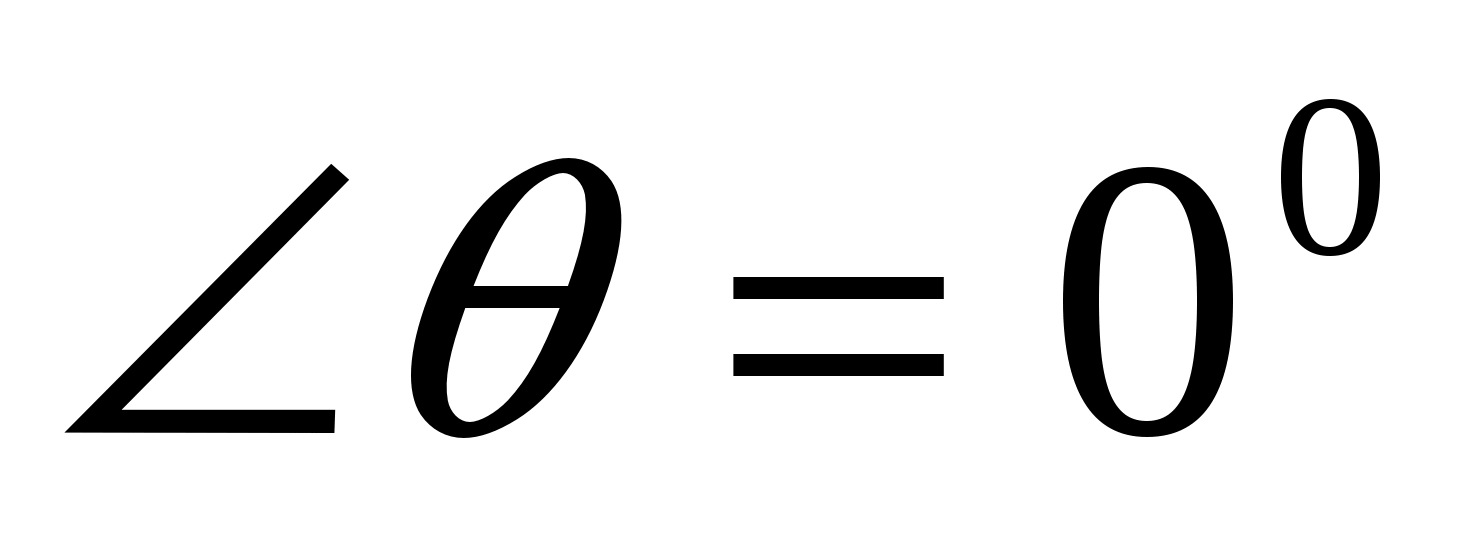 ∠θ = 0⁰